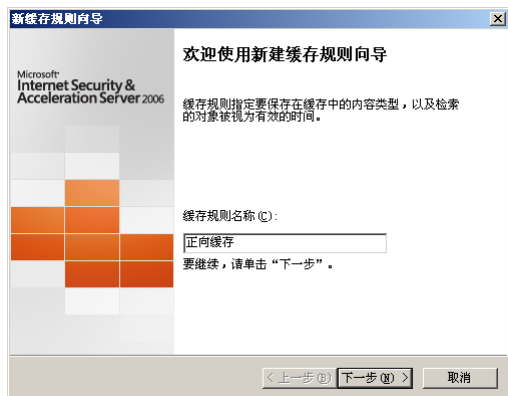 新缓存规则向导
Microsoft
Internet Security &
Acceleration Server 2006
欢迎使用新建缓存规则向导
缓存规则指定要保存在缓存中的内容类型，以及检索
的对象被视为有效的时间。
缓存规则名称(C):
正向缓存
要继续，请单击“下一步”。
< 上一步(B)
下一步(N) >
取消